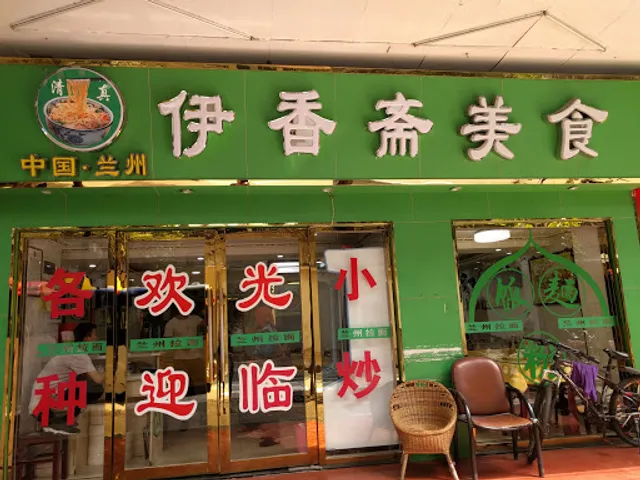 清真
伊香斋美食
中国·兰州
各种
欢迎
光临
小炒
兰州拉面
兰州拉面
兰州拉面
兰州拉面
兰州拉面
麵